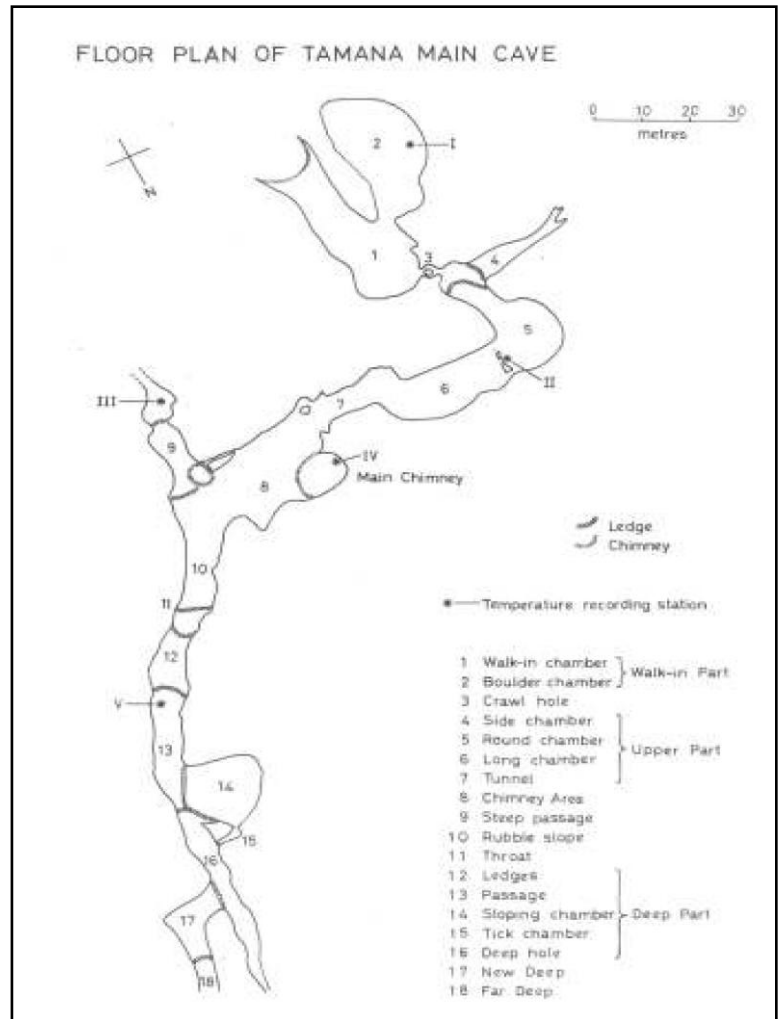 FLOOR PLAN OF TAMANA MAIN CAVE
0 10 20 30
metres
N
2
I
1
3
4
5
II
6
7
III
9
IV
Main Chimney
8
10
11
12
V
13
14
15
16
17
18
Ledge
Chimney
Temperature recording station
1 Walk-in chamber
2 Boulder chamber
Walk-in Part
3 Crawl hole
4 Side chamber
5 Round chamber
6 Long chamber
7 Tunnel
Upper Part
8 Chimney Area
9 Steep passage
10 Rubble slope
11 Throat
12 Ledges
13 Passage
14 Sloping chamber
15 Tick chamber
16 Deep hole
Deep Part
17 New Deep
18 Far Deep